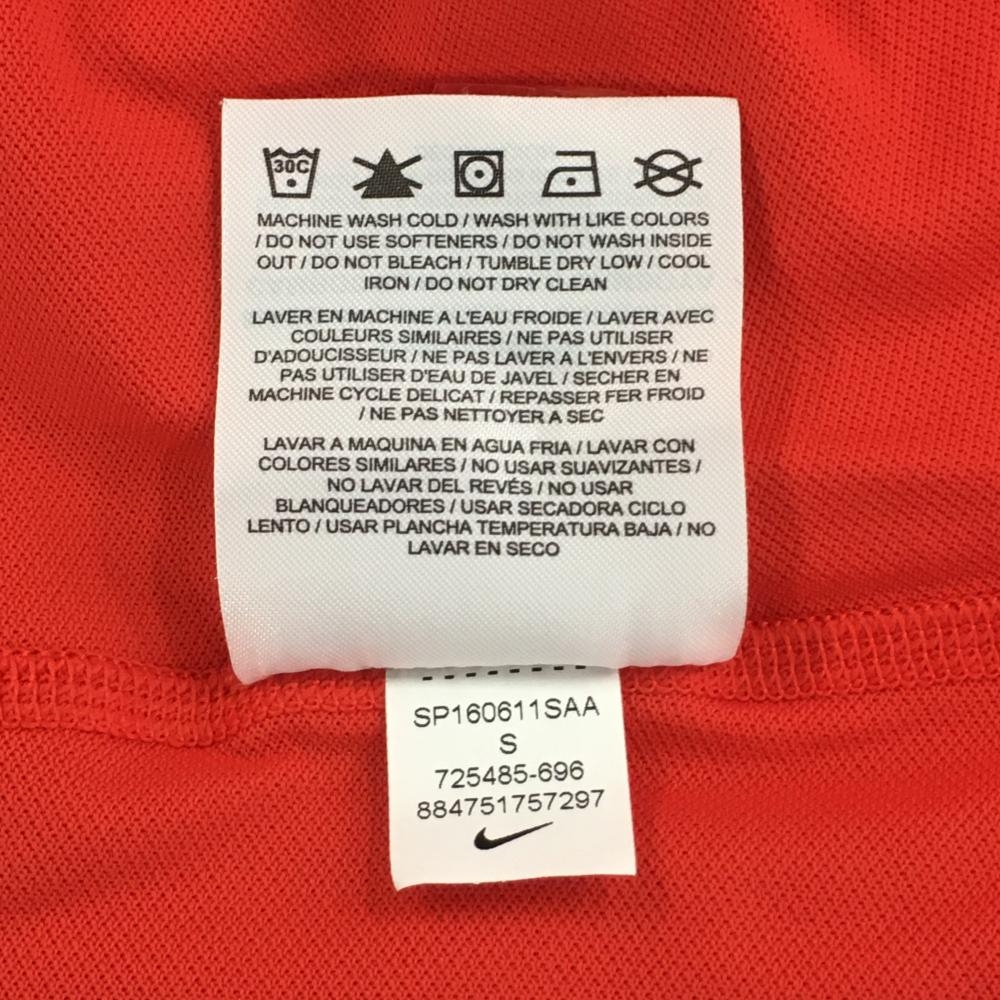 30C
MACHINE WASH COLD / WASH WITH LIKE COLORS
/ DO NOT USE SOFTENERS / DO NOT WASH INSIDE
OUT / DO NOT BLEACH / TUMBLE DRY LOW / COOL
IRON / DO NOT DRY CLEAN
LAVER EN MACHINE A L'EAU FROIDE / LAVER AVEC
COULEURS SIMILAIRES / NE PAS UTILISER
D'ADOUCISSEUR / NE PAS LAVER A L'ENVERS / NE
PAS UTILISER D'EAU DE JAVEL / SECHER EN
MACHINE CYCLE DELICAT / REPASSER FER FROID
/ NE PAS NETTOYER A SEC
LAVAR A MAQUINA EN AGUA FRIA / LAVAR CON
COLORES SIMILARES / NO USAR SUAVIZANTES /
NO LAVAR DEL REVÉS / NO USAR
BLANQUEADORES / USAR SECADORA CICLO
LENTO / USAR PLANCHA TEMPERATURA BAJA / NO
LAVAR EN SECO
SP160611SAA
S
725485-696
884751757297